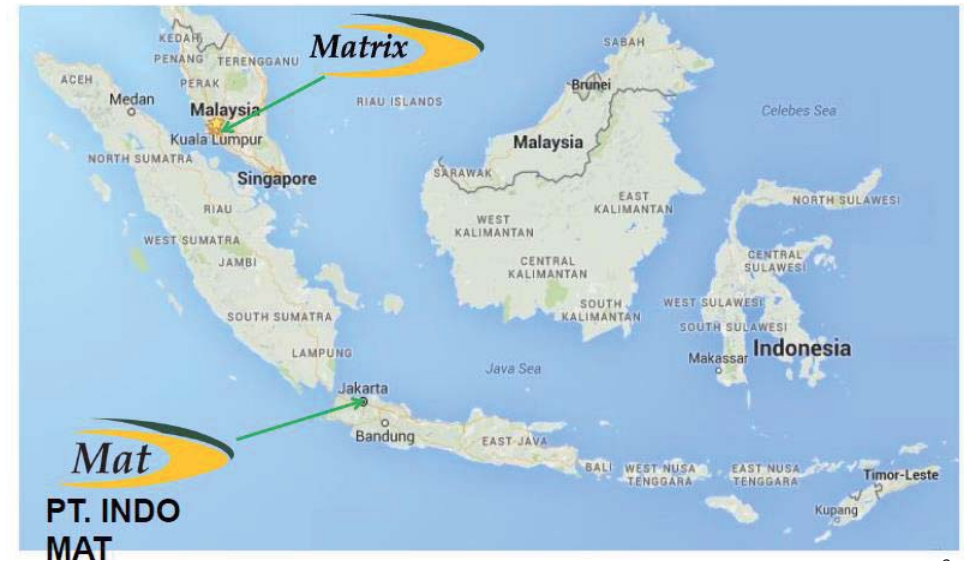 KEDAH
Matrix
SABAH
PENANG
TERENGGANU
ACEH
PERAK
Brunei
Medan
Malaysia
RIAU ISLANDS
Celebes Sea
Kuala Lumpur
Malaysia
NORTH SUMATRA
SARAWAK
Singapore
EAST
KALIMANTAN
NORTH SULAWESI
RIAU
WEST
KALIMANTAN
WEST SUMATRA
JAMBI
CENTRAL
KALIMANTAN
CENTRAL
SULAWESI
SOUTH SUMATRA
SOUTH
KALIMANTAN
WEST SULAWESI
SOUTH SULAWESI
LAMPUNG
Makassar
Indonesia
Java Sea
Jakarta
Bandung
EAST JAVA
Mat
BALI
WEST NUSA
TENGGARA
EAST NUSA
TENGGARA
Timor-Leste
Kupang
PT. INDO
MAT